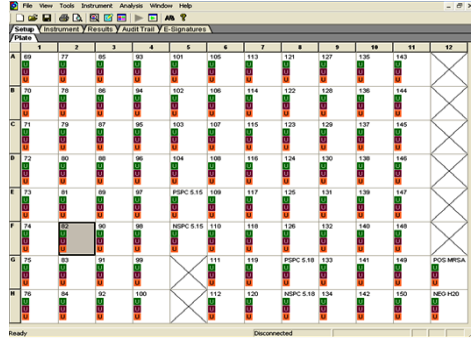 File View Tools Instrument Analysis Window Help
Setup Instrument Results Audit Trail E-Signatures
Plate
1 2 3 4 5 6 7 8 9 10 11 12
A 69 77 85 93 101 105 113 121 127 135 143
U U U U U U U U U U U
U U U U U U U U U U U
U U U U U U U U U U U
B 70 78 86 94 102 106 114 122 128 136 144
U U U U U U U U U U U
U U U U U U U U U U U
U U U U U U U U U U U
C 71 79 87 95 103 107 115 123 129 137 145
U U U U U U U U U U U
U U U U U U U U U U U
U U U U U U U U U U U
D 72 80 88 96 104 108 116 124 130 138 146
U U U U U U U U U U U
U U U U U U U U U U U
U U U U U U U U U U U
E 73 81 89 97 PSPC 5.15 109 117 125 131 139 147
U U U U U U U U U U U
U U U U U U U U U U U
U U U U U U U U U U U
F 74 82 90 98 NSPC 5.15 110 118 126 132 140 148
U U U U U U U U U U U
U U U U U U U U U U U
U U U U U U U U U U U
G 75 83 91 99 111 119 PSPC 5.18 133 141 149 POS MRSA
U U U U U U U U U U U
U U U U U U U U U U U
U U U U U U U U U U U
H 76 84 92 100 112 120 NSPC 5.18 134 142 150 NEG H20
U U U U U U U U U U U
U U U U U U U U U U U
U U U U U U U U U U U
Ready Disconnected